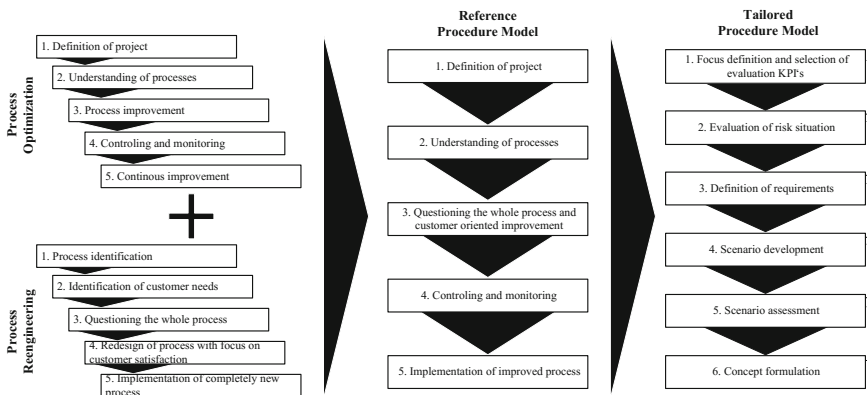 Process
Optimization
1. Definition of project
2. Understanding of processes
3. Process improvement
4. Controling and monitoring
5. Continous improvement
+
Process
Reengineering
1. Process identification
2. Identification of customer needs
3. Questioning the whole process
4. Redesign of process with focus on
customer satisfaction
5. Implementation of completely new
process
Reference
Procedure Model
1. Definition of project
2. Understanding of processes
3. Questioning the whole process and
customer oriented improvement
4. Controling and monitoring
5. Implementation of improved process
Tailored
Procedure Model
1. Focus definition and selection of
evaluation KPI's
2. Evaluation of risk situation
3. Definition of requirements
4. Scenario development
5. Scenario assessment
6. Concept formulation